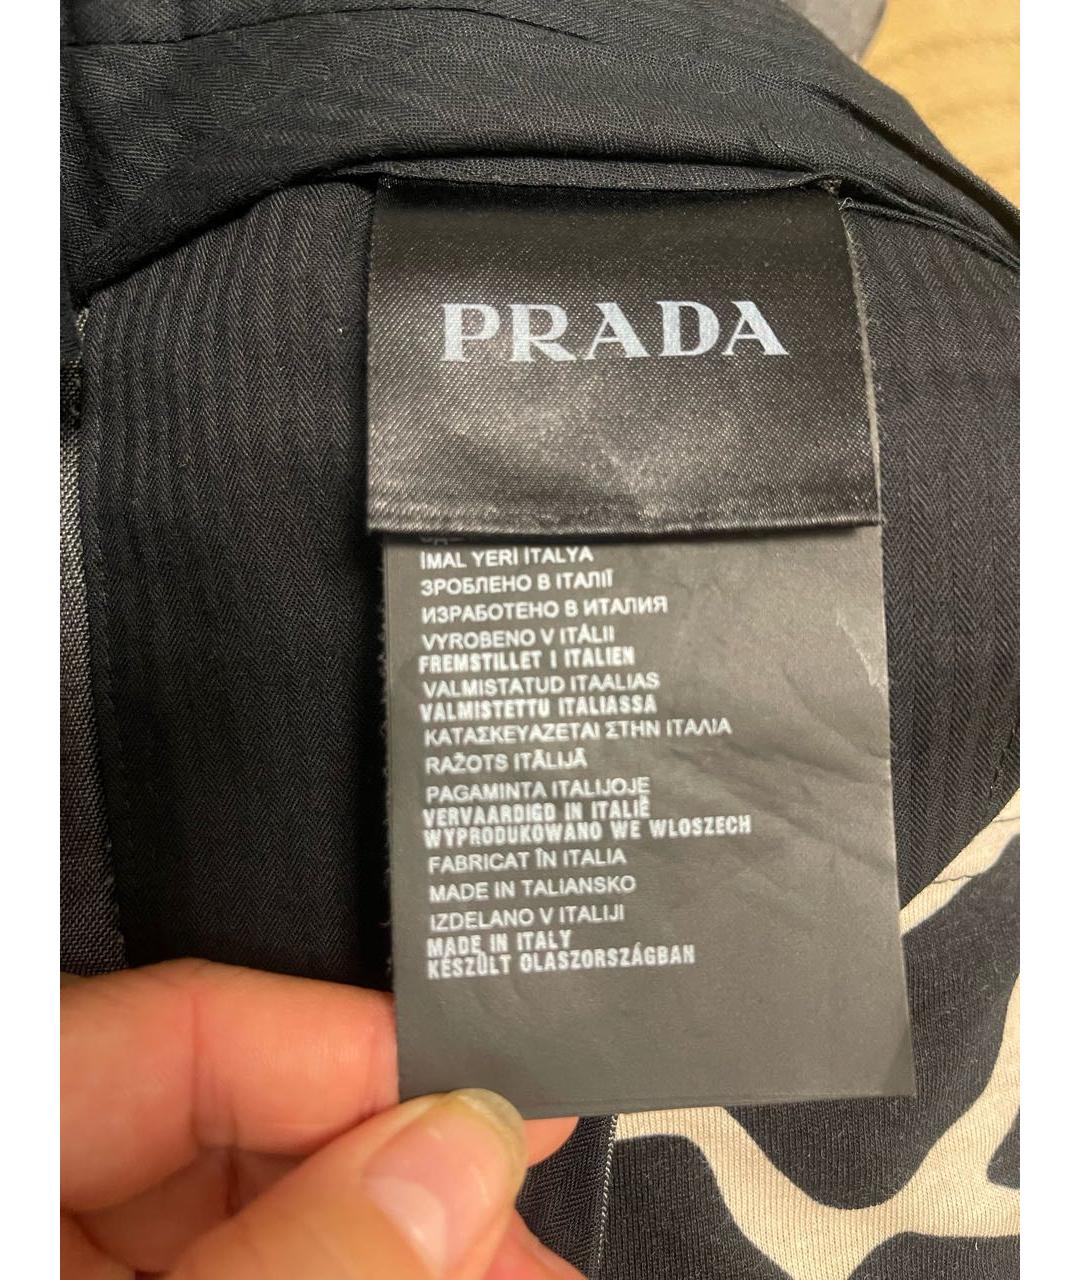 PRADA
İMAL YERİ İTALYA
ЗРОБЛЕНО В ІТАЛІЇ
ИЗРАБОТЕНО В ИТАЛИЯ
VYROBENO V ITÁLII
FREMSTILLET I ITALIEN
VALMISTATUD ITAALIAS
VALMISTETTU ITALIASSA
ΚΑΤΑΣΚΕΥΑΖΕΤΑΙ ΣΤΗΝ ΙΤΑΛΙΑ
RAŽOTS ITĀLIJĀ
PAGAMINTA ITALIJOJE
VERVAARDIGD IN ITALIË
WYPRODUKOWANO WE WLOSZECH
FABRICAT ÎN ITALIA
MADE IN TALIANSKO
IZDELANO V ITALIJI
MADE IN ITALY
KÉSZÜLT OLASZORSZÁGBAN